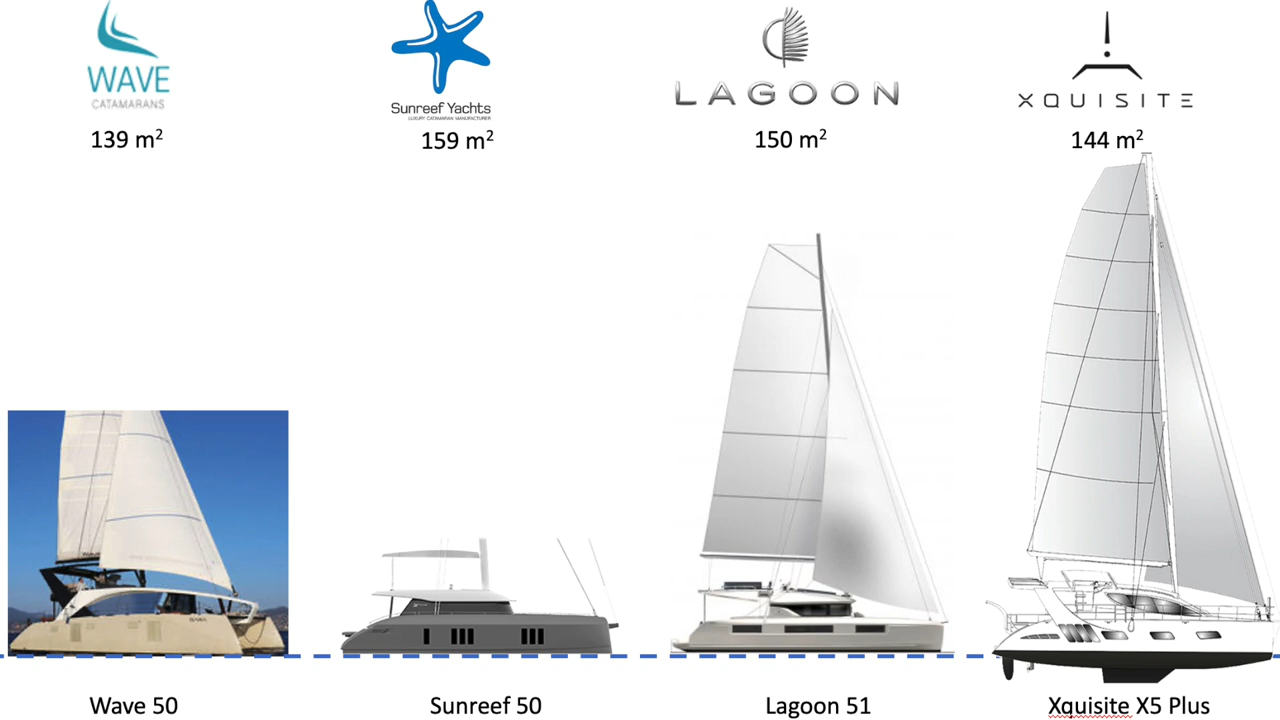 WAVE
CATAMARANS
139 m²
Sunreef Yachts
LUXURY CATAMARAN MANUFACTURER
159 m²
LAGOON
150 m²
XQUISITE
144 m²
Wave 50
Sunreef 50
Lagoon 51
Xquisite X5 Plus